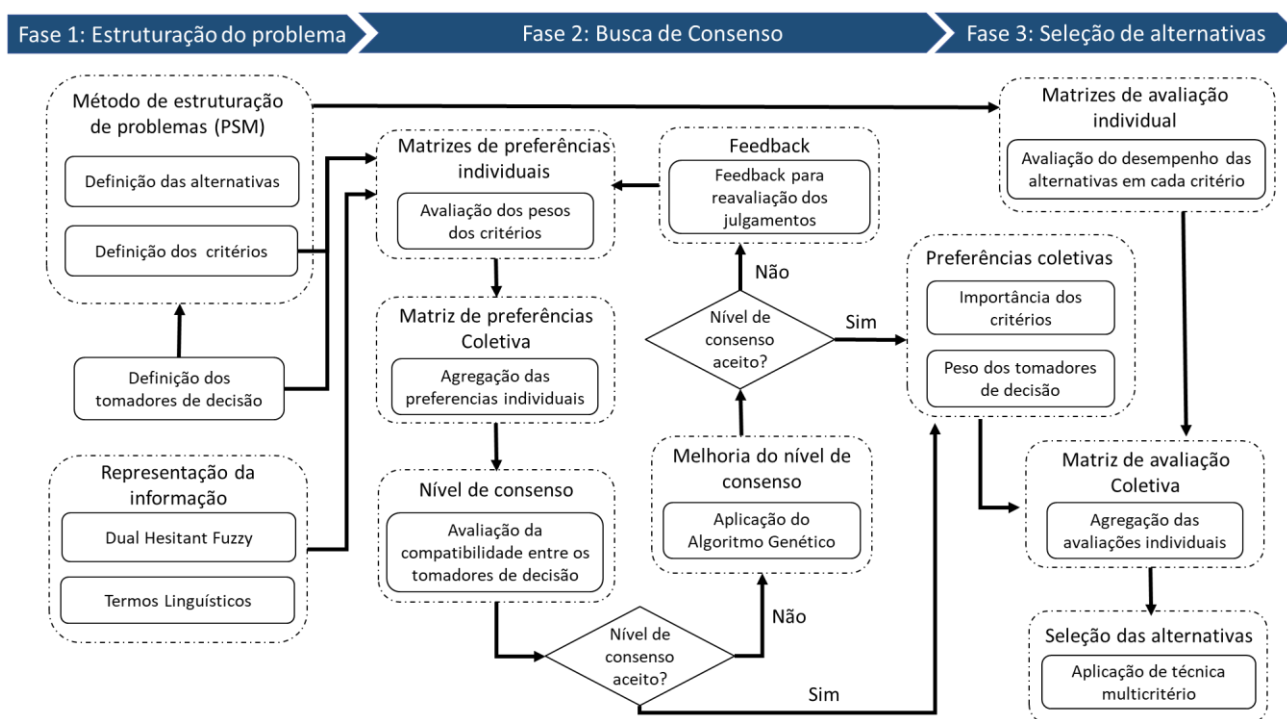 Fase 1: Estruturação do problema
Fase 2: Busca de Consenso
Fase 3: Seleção de alternativas
Método de estruturação
de problemas (PSM)
Definição das alternativas
Definição dos critérios
Definição dos
tomadores de decisão
Representação da
informação
Dual Hesitant Fuzzy
Termos Linguísticos
Matrizes de preferências
individuais
Avaliação dos pesos
dos critérios
Matriz de preferências
Coletiva
Agregação das
preferencias individuais
Nível de consenso
Avaliação da
compatibilidade entre os
tomadores de decisão
Nível de
consenso
aceito?
Não
Sim
Melhoria do nível de
consenso
Aplicação do
Algoritmo Genético
Nível de
consenso
aceito?
Não
Sim
Feedback
Feedback para
reavaliação dos
julgamentos
Preferências coletivas
Importância dos
critérios
Peso dos tomadores
de decisão
Matrizes de avaliação
individual
Avaliação do desempenho das
alternativas em cada critério
Matriz de avaliação
Coletiva
Agregação das
avaliações individuais
Seleção das alternativas
Aplicação de técnica
multicritério